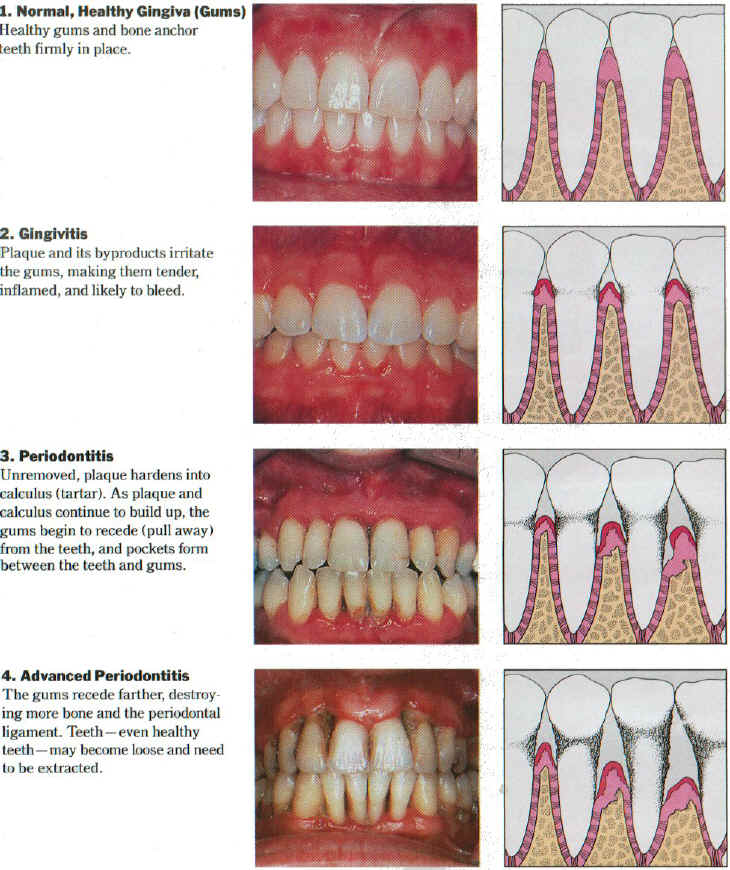 1. Normal, Healthy Gingiva (Gums)
Healthy gums and bone anchor
teeth firmly in place.
2. Gingivitis
Plaque and its byproducts irritate
the gums, making them tender,
inflamed, and likely to bleed.
3. Periodontitis
Unremoved, plaque hardens into
calculus (tartar). As plaque and
calculus continue to build up, the
gums begin to recede (pull away)
from the teeth, and pockets form
between the teeth and gums.
4. Advanced Periodontitis
The gums recede farther, destroy-
ing more bone and the periodontal
ligament. Teeth—even healthy
teeth—may become loose and need
to be extracted.